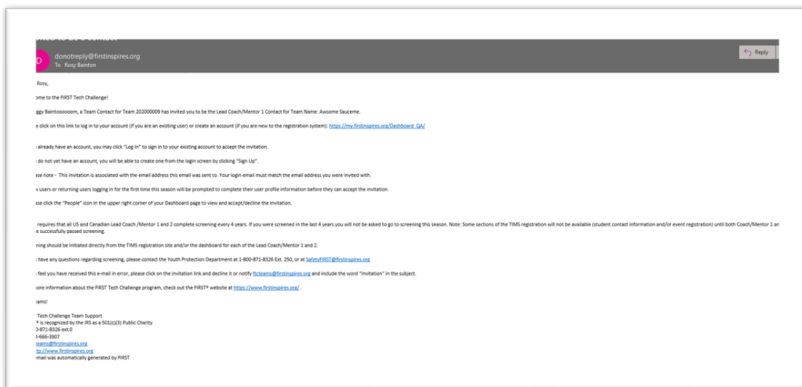 donotreply@firstinspires.org
To Rosy Bainton
Reply
Rosy,
ome to the FIRST Tech Challenge!
ggy Baintoooooom, a Team Contact for Team 202000009 has invited you to be the Lead Coach/Mentor 1 Contact for Team Name: Awsome Sauceme.
e click on this link to log in to your account (if you are an existing user) or create an account (if you are new to the registration system): https://my.firstinspires.org/Dashboard_QA/
already have an account, you may click "Log In" to sign in to your existing account to accept the invitation.
do not yet have an account, you will be able to create one from the login screen by clicking "Sign Up".
se note - This invitation is associated with the email address this email was sent to. Your login email must match the email address you were invited with.
users or returning users logging in for the first time this season will be prompted to complete their user profile information before they can accept the invitation.
se click the "People" icon in the upper right corner of your Dashboard page to view and accept/decline the invitation.
requires that all US and Canadian Lead Coach /Mentor 1 and 2 complete screening every 4 years. If you were screened in the last 4 years you will not be asked to go to screening this season. Note: Some sections of the TIMS registration will not be available (student contact information and/or event registration) until both Coach/Mentor 1 an
e successfully passed screening.
ning should be initiated directly from the TIMS registration site and/or the dashboard for each of the Lead Coach/Mentor 1 and 2.
have any questions regarding screening, please contact the Youth Protection Department at 1-800-871-8326 Ext. 250, or at SafetyFIRST@firstinspires.org
feel you have received this e-mail in error, please click on the invitation link and decline it or notify ftcteams@firstinspires.org and include the word "Invitation" in the subject.
ore information about the FIRST Tech Challenge program, check out the FIRST® website at https://www.firstinspires.org/
eams!
Tech Challenge Team Support
® is recognized by the IRS as a 501(c)(3) Public Charity
0-871-8326 ext.0
-666-3907
teams@firstinspires.org
tp://www.firstinspires.org
email was automatically generated by FIRST